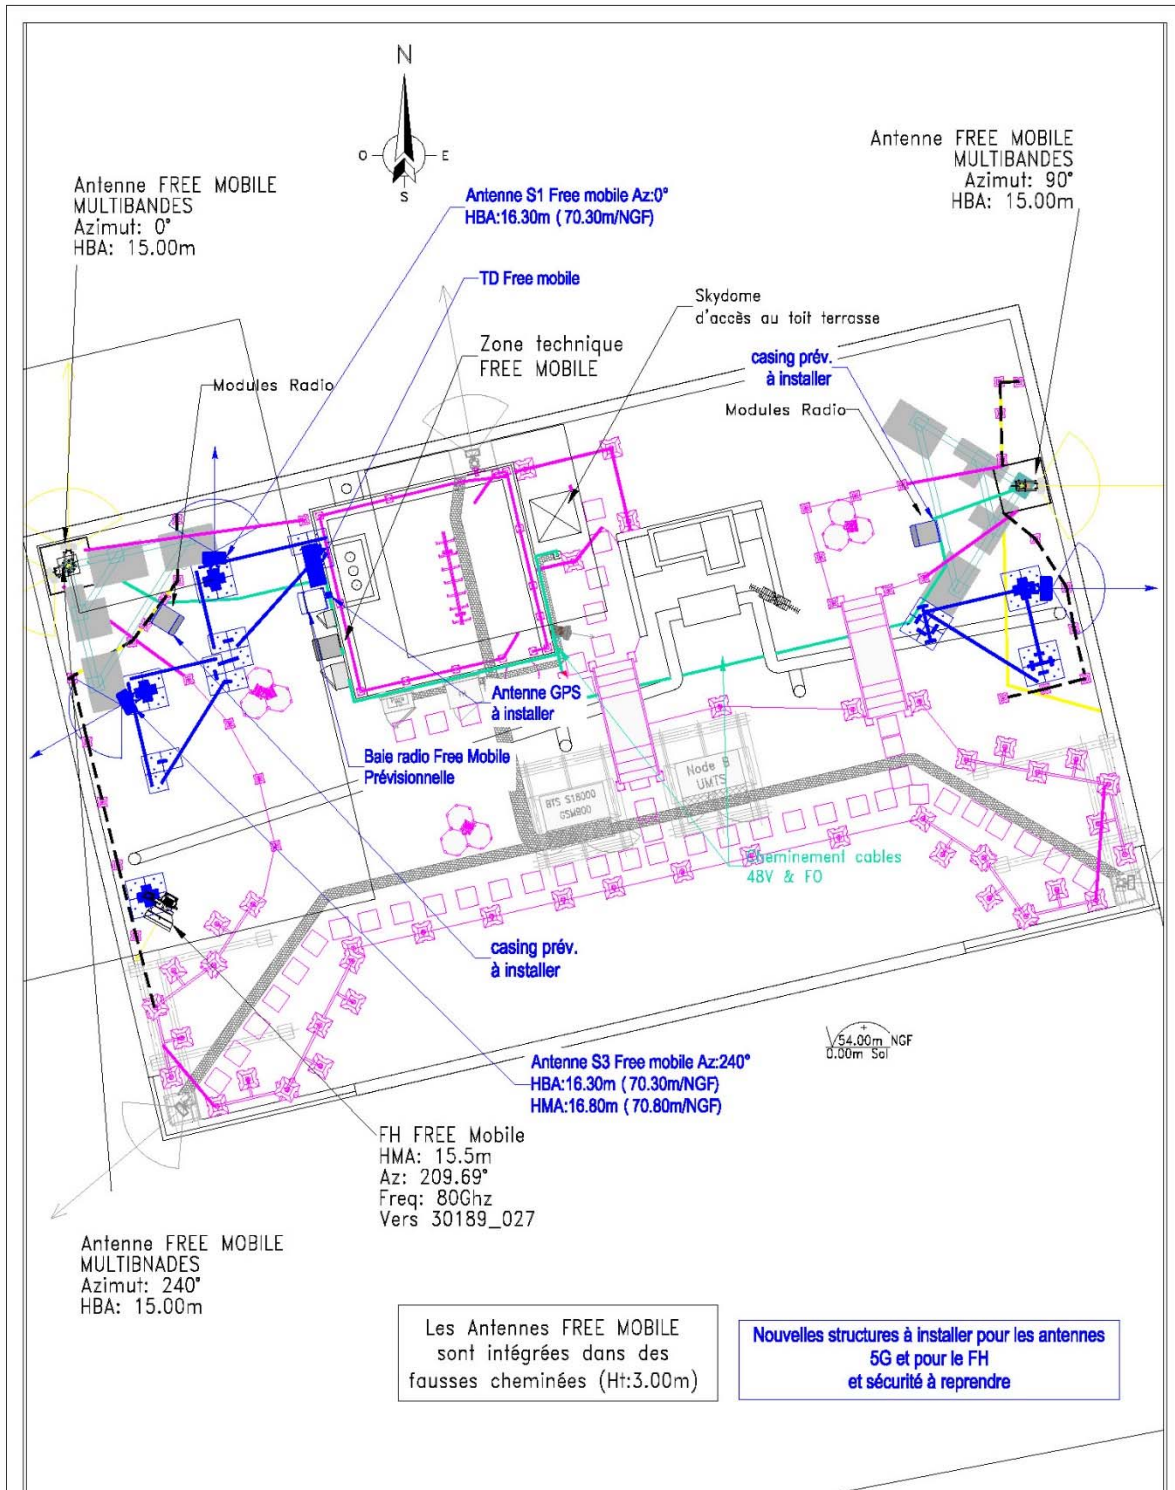 N
O
E
S
Antenne FREE MOBILE
MULTIBANDES
Azimut: 0°
HBA: 15.00m
Antenne S1 Free mobile Az:0°
HBA:16.30m ( 70.30m/NGF)
Antenne FREE MOBILE
MULTIBANDES
Azimut: 90°
HBA: 15.00m
TD Free mobile
Skydome
d'accès au toit terrasse
Zone technique
FREE MOBILE
casing prév.
à installer
Modules Radio
Modules Radio
Antenne GPS
à installer
Baie radio Free Mobile
Prévisionnelle
Node B
UMTS
BTS S18000
GSM900
Cheminement cables
48V & FO
casing prév.
à installer
54.00m NGF
0.00m Sol
Antenne S3 Free mobile Az:240°
HBA:16.30m ( 70.30m/NGF)
HMA:16.80m ( 70.80m/NGF)
FH FREE Mobile
HMA: 15.5m
Az: 209.69°
Freq: 80Ghz
Vers 30189_027
Antenne FREE MOBILE
MULTIBNADES
Azimut: 240°
HBA: 15.00m
Les Antennes FREE MOBILE
sont intégrées dans des
fausses cheminées (Ht:3.00m)
Nouvelles structures à installer pour les antennes
5G et pour le FH
et sécurité à reprendre